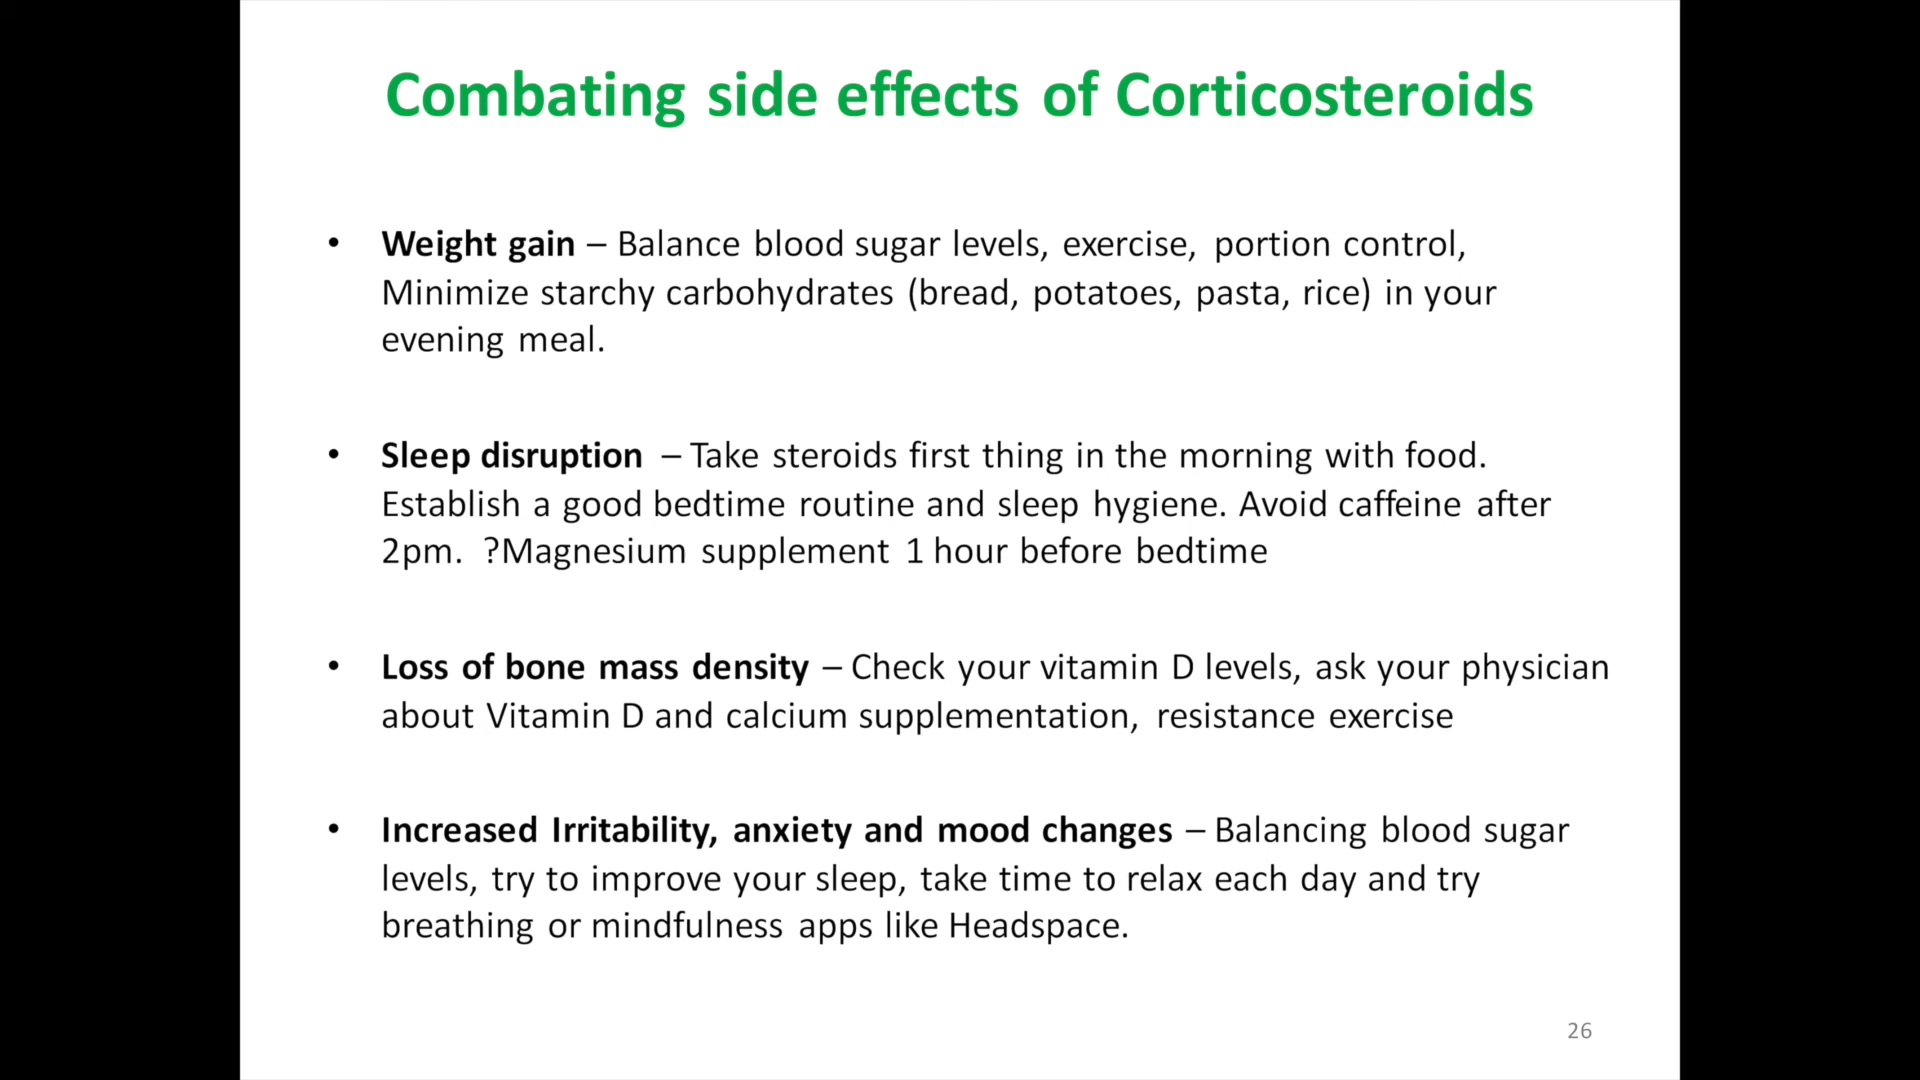 Combating side effects of Corticosteroids
• Weight gain – Balance blood sugar levels, exercise, portion control,
Minimize starchy carbohydrates (bread, potatoes, pasta, rice) in your
evening meal.
• Sleep disruption – Take steroids first thing in the morning with food.
Establish a good bedtime routine and sleep hygiene. Avoid caffeine after
2pm. ?Magnesium supplement 1 hour before bedtime
• Loss of bone mass density – Check your vitamin D levels, ask your physician
about Vitamin D and calcium supplementation, resistance exercise
• Increased Irritability, anxiety and mood changes – Balancing blood sugar
levels, try to improve your sleep, take time to relax each day and try
breathing or mindfulness apps like Headspace.
26